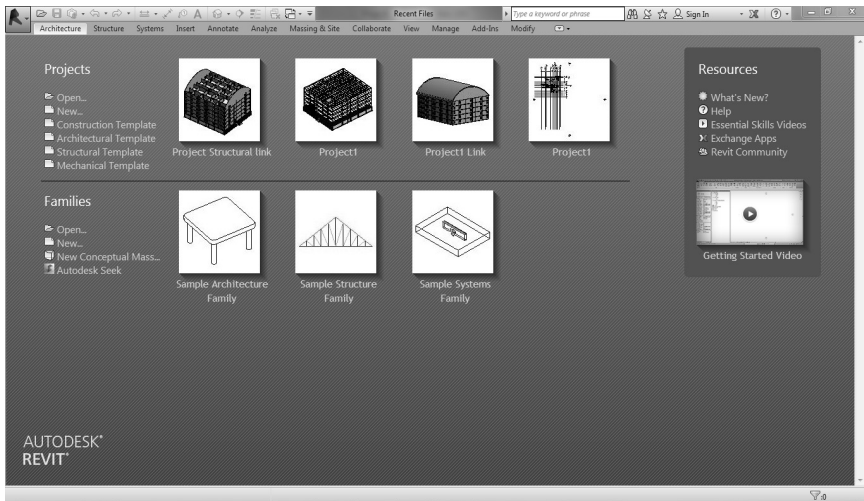 R
Recent Files
Type a keyword or phrase
Sign In
Architecture Structure Systems Insert Annotate Analyze Massing & Site Collaborate View Manage Add-Ins Modify
Projects
Open...
New...
Construction Template
Architectural Template
Structural Template
Mechanical Template
Project Structural link
Project1
Project1 Link
Project1
Families
Open...
New...
New Conceptual Mass...
Autodesk Seek
Sample Architecture
Family
Sample Structure
Family
Sample Systems
Family
Resources
What's New?
Help
Essential Skills Videos
Exchange Apps
Revit Community
Getting Started Video
AUTODESK®
REVIT®
:0